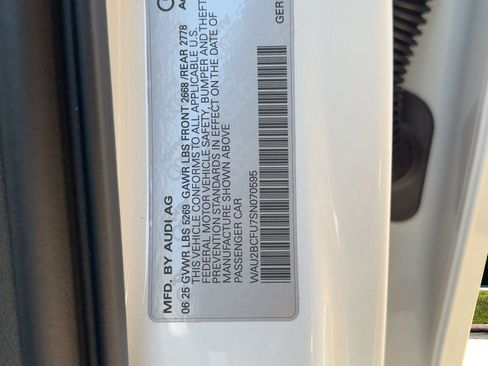 GER
MFD. BY AUDI AG
06 25 GVWR LBS 5269 GAWR LBS FRONT 2668 /REAR 2778
THIS VEHICLE CONFORMS TO ALL APPLICABLE U.S.
FEDERAL MOTOR VEHICLE SAFETY, BUMPER AND THEFT
PREVENTION STANDARDS IN EFFECT ON THE DATE OF
MANUFACTURE SHOWN ABOVE
PASSENGER CAR
WAU2BCFU7SN070595